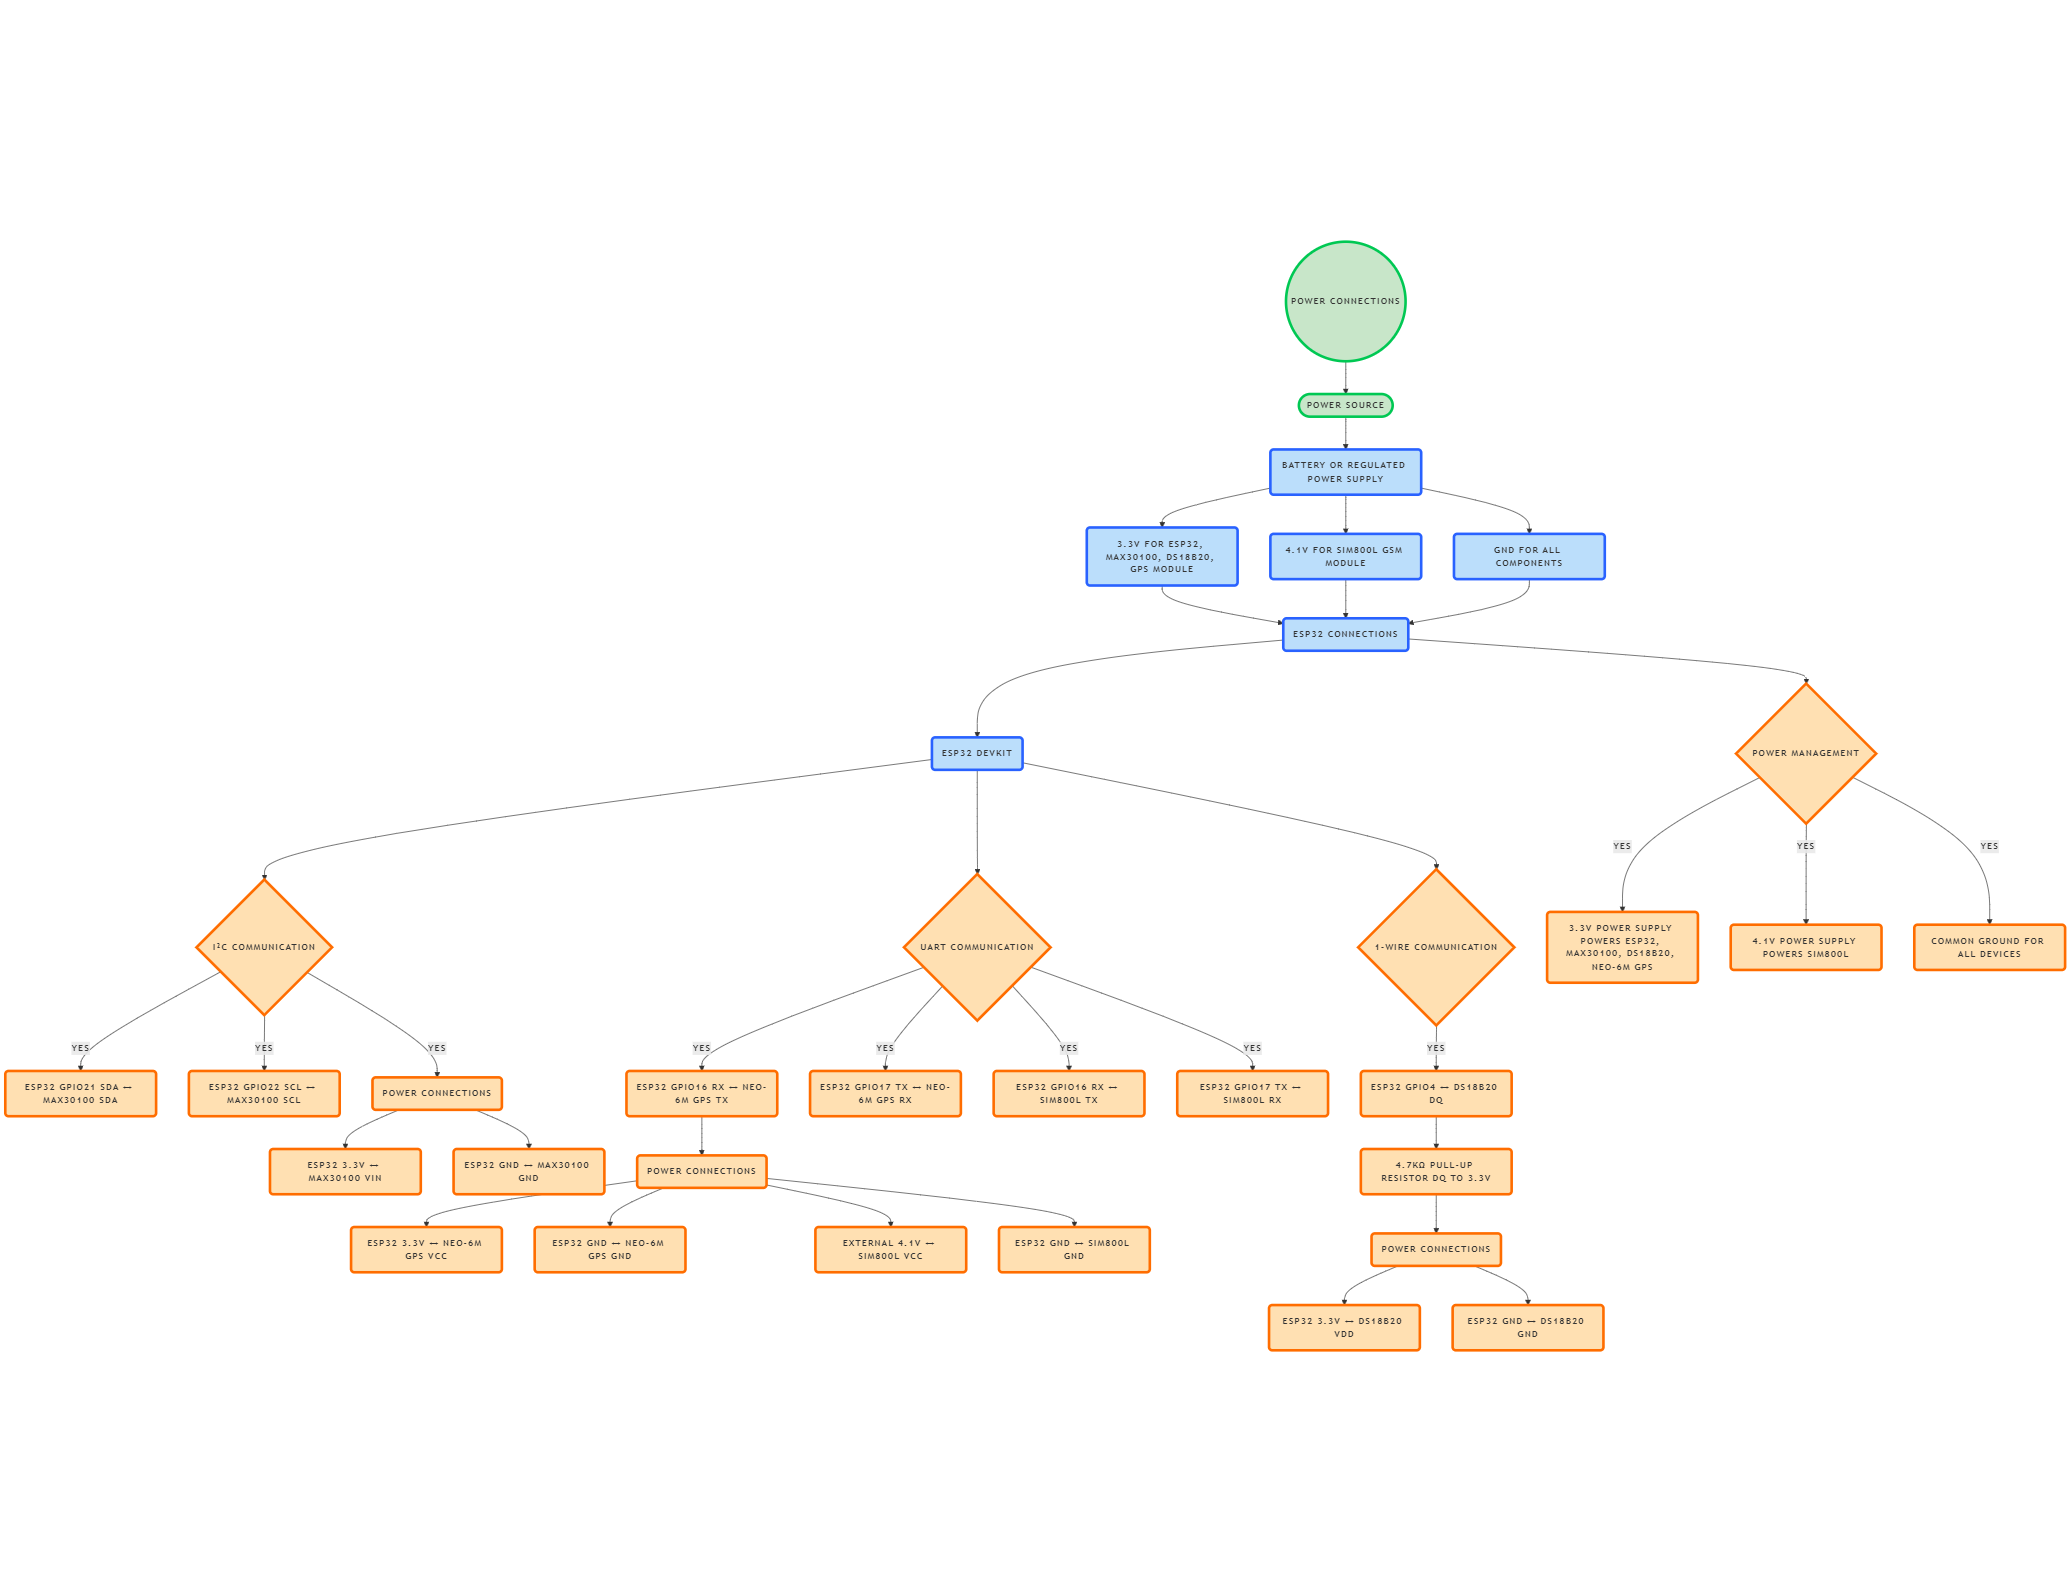 POWER CONNECTIONS
POWER SOURCE
BATTERY OR REGULATED
POWER SUPPLY
3.3V FOR ESP32,
MAX30100, DS18B20,
GPS MODULE
4.1V FOR SIM800L GSM
MODULE
GND FOR ALL
COMPONENTS
ESP32 CONNECTIONS
ESP32 DEVKIT
POWER MANAGEMENT
YES
YES
YES
3.3V POWER SUPPLY
POWERS ESP32,
MAX30100, DS18B20,
NEO-6M GPS
4.1V POWER SUPPLY
POWERS SIM800L
COMMON GROUND FOR
ALL DEVICES
I²C COMMUNICATION
UART COMMUNICATION
1-WIRE COMMUNICATION
YES
YES
YES
YES
YES
YES
YES
YES
ESP32 GPIO21 SDA ↔
MAX30100 SDA
ESP32 GPIO22 SCL ↔
MAX30100 SCL
POWER CONNECTIONS
ESP32 GPIO16 RX ↔ NEO-
6M GPS TX
ESP32 GPIO17 TX ↔ NEO-
6M GPS RX
ESP32 GPIO16 RX ↔
SIM800L TX
ESP32 GPIO17 TX ↔
SIM800L RX
ESP32 GPIO4 ↔ DS18B20
DQ
ESP32 3.3V ↔
MAX30100 VIN
ESP32 GND ↔ MAX30100
GND
POWER CONNECTIONS
4.7KΩ PULL-UP
RESISTOR DQ TO 3.3V
ESP32 3.3V ↔ NEO-6M
GPS VCC
ESP32 GND ↔ NEO-6M
GPS GND
EXTERNAL 4.1V ↔
SIM800L VCC
ESP32 GND ↔ SIM800L
GND
POWER CONNECTIONS
ESP32 3.3V ↔ DS18B20
VDD
ESP32 GND ↔ DS18B20
GND